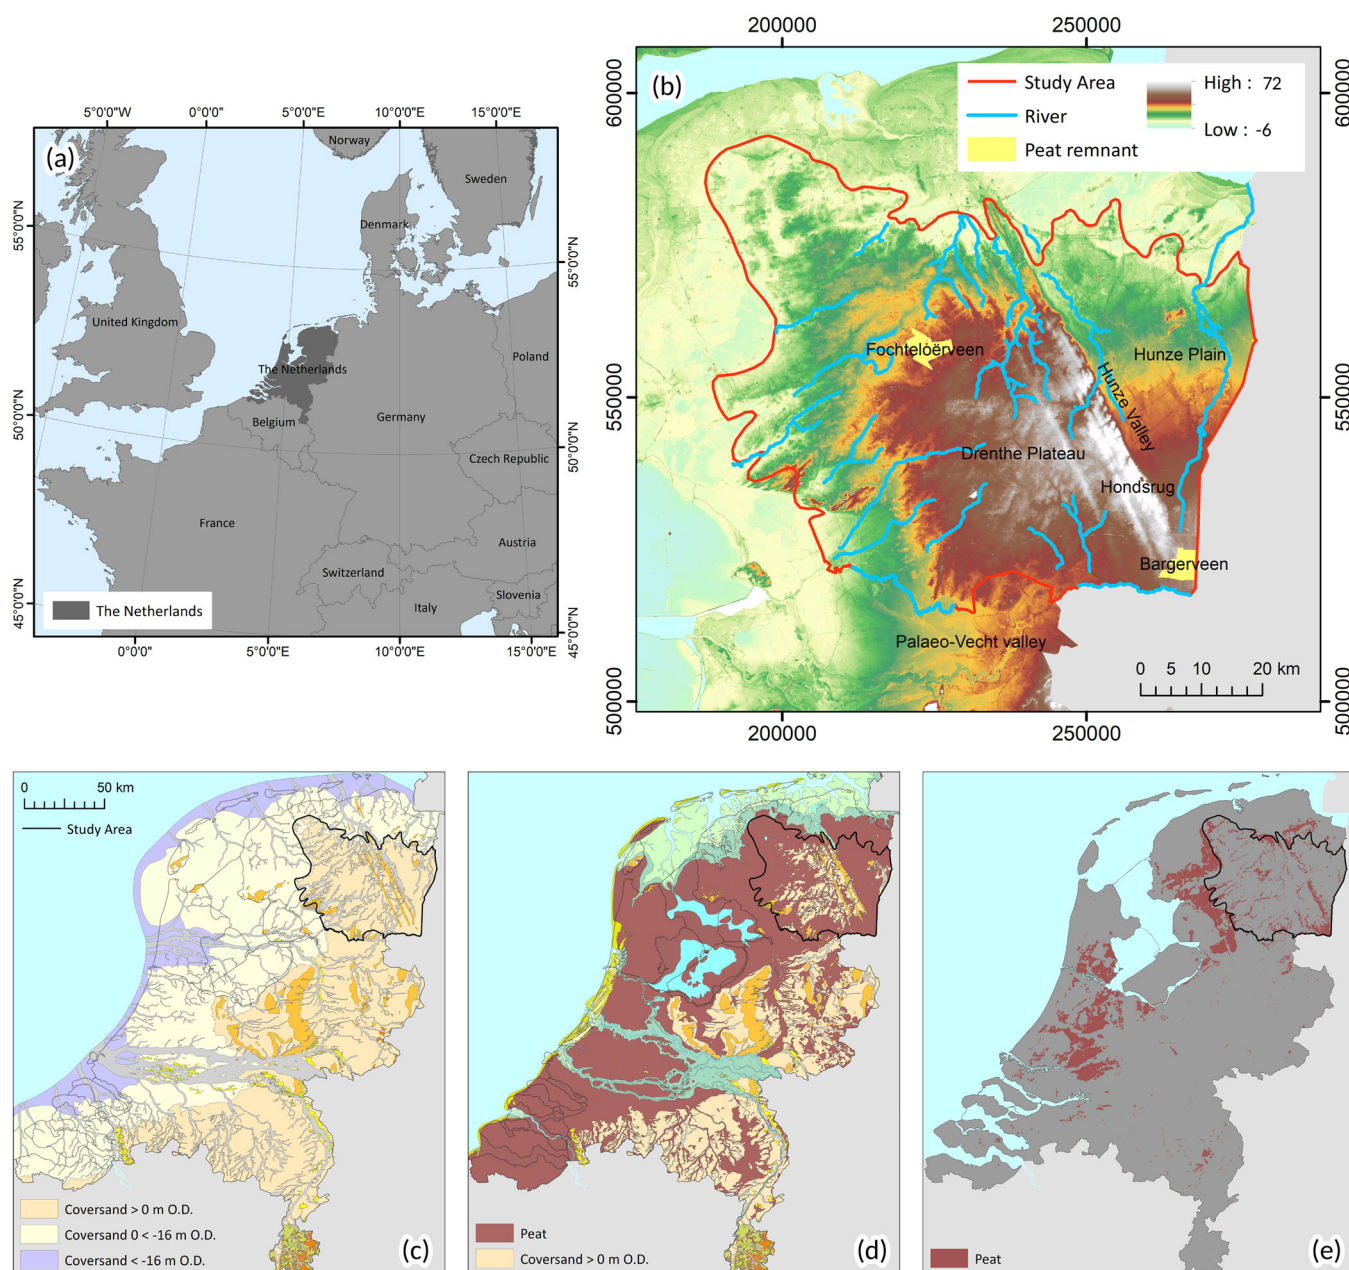 5°0'0"W
0°0'0"
5°0'0"E
10°0'0"E
15°0'0"E
(a)
Norway
Sweden
Denmark
United Kingdom
The Netherlands
Poland
Belgium
Germany
Czech Republic
France
Austria
Switzerland
Slovenia
Italy
The Netherlands
55°0'0"N
50°0'0"N
45°0'0"N
55°0'0"N
50°0'0"N
45°0'0"N
0°0'0"
5°0'0"E
10°0'0"E
15°0'0"E
200000
250000
600000
550000
500000
600000
550000
500000
(b)
Study Area
River
Peat remnant
High : 72
Low : -6
Fochteloërveen
Hunze Plain
Hunze Valley
Drenthe Plateau
Hondsrug
Bargerveen
Palaeo-Vecht valley
0 5 10 20 km
200000
250000
0 50 km
Study Area
Coversand > 0 m O.D.
Coversand 0 < -16 m O.D.
Coversand < -16 m O.D.
(c)
Peat
Coversand > 0 m O.D.
(d)
Peat
(e)